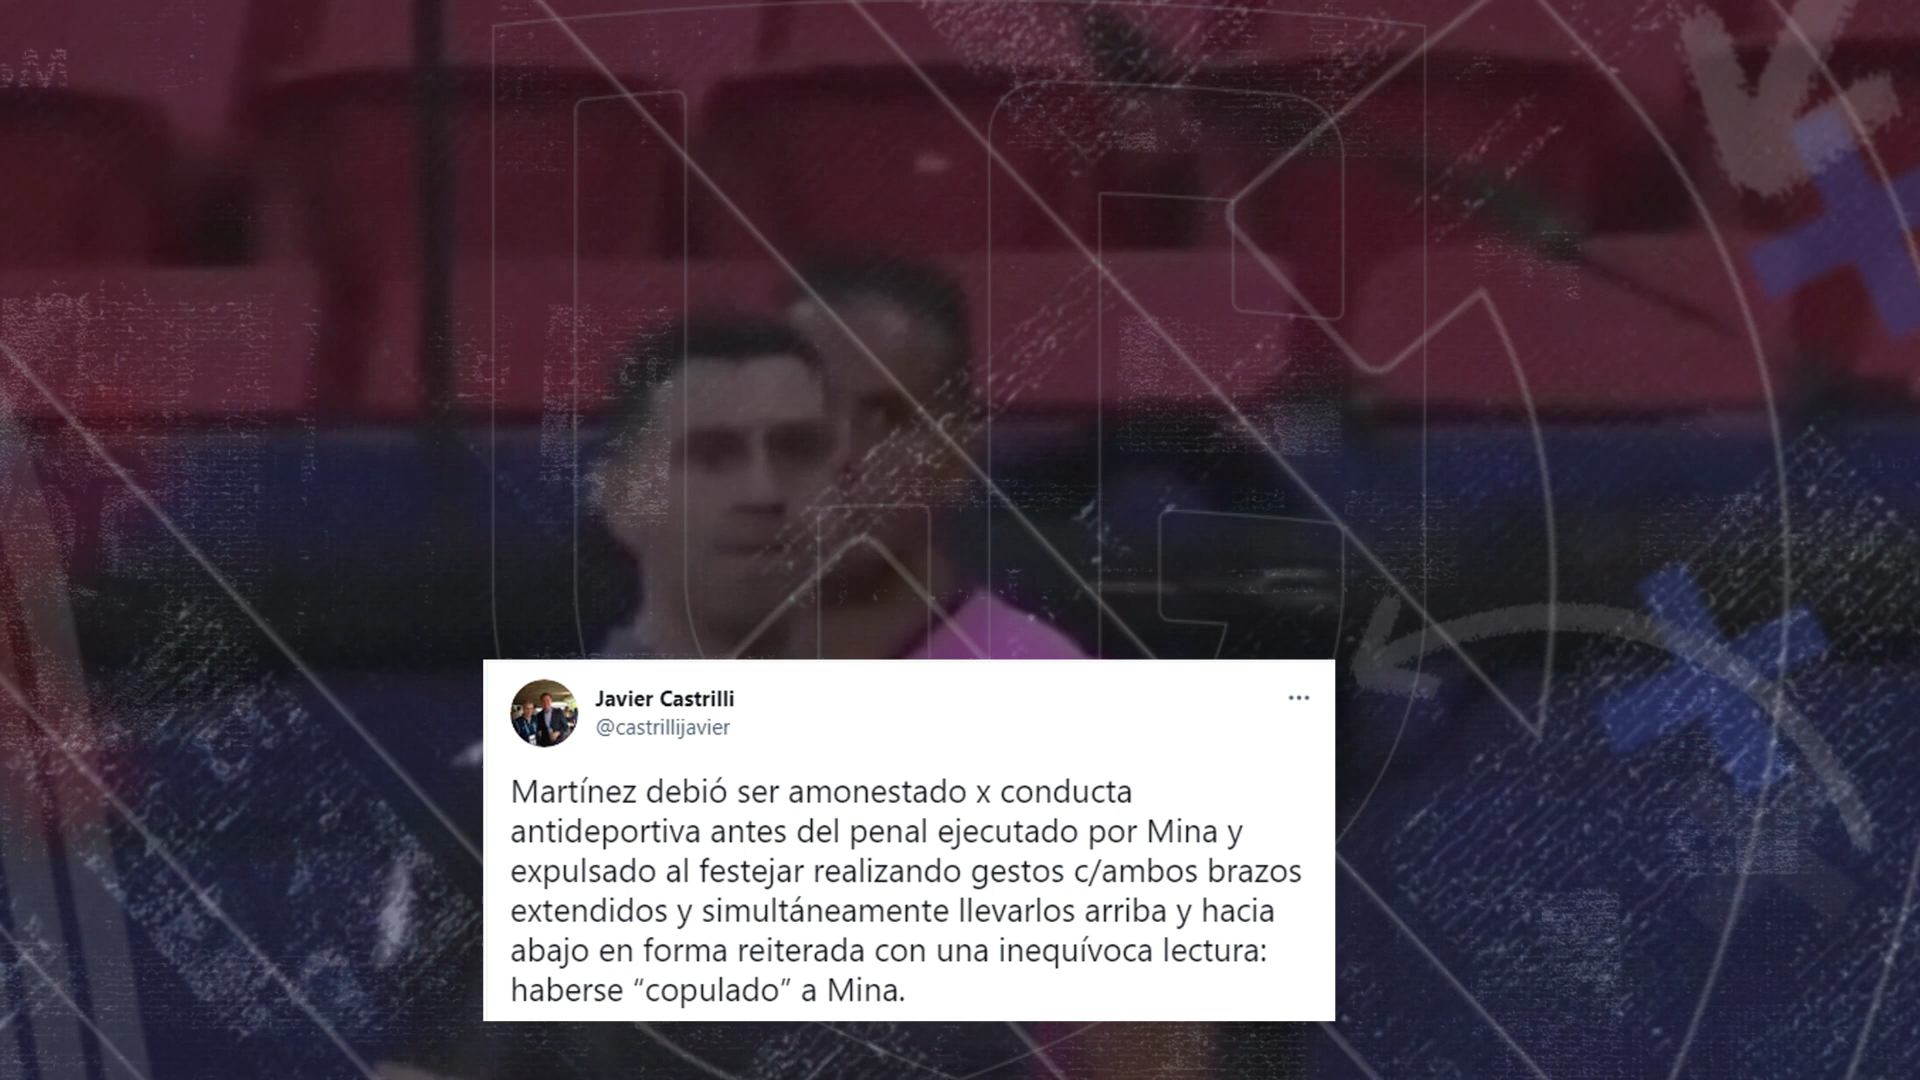 Javier Castrilli
@castrillijavier
Martínez debió ser amonestado x conducta
antideportiva antes del penal ejecutado por Mina y
expulsado al festejar realizando gestos c/ambos brazos
extendidos y simultáneamente llevarlos arriba y hacia
abajo en forma reiterada con una inequívoca lectura:
haberse “copulado” a Mina.